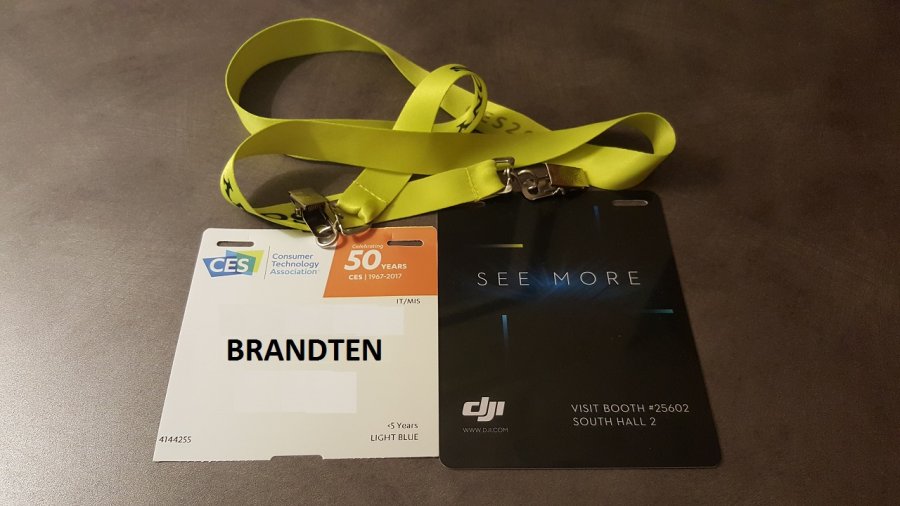 ES2
CES
Consumer
Technology
Association
Celebrating
50 YEARS
CES | 1967-2017
IT/MIS
BRANDTEN
<5 Years
4144255
LIGHT BLUE
SEE MORE
dji
WWW.DJI.COM
VISIT BOOTH #25602
SOUTH HALL 2